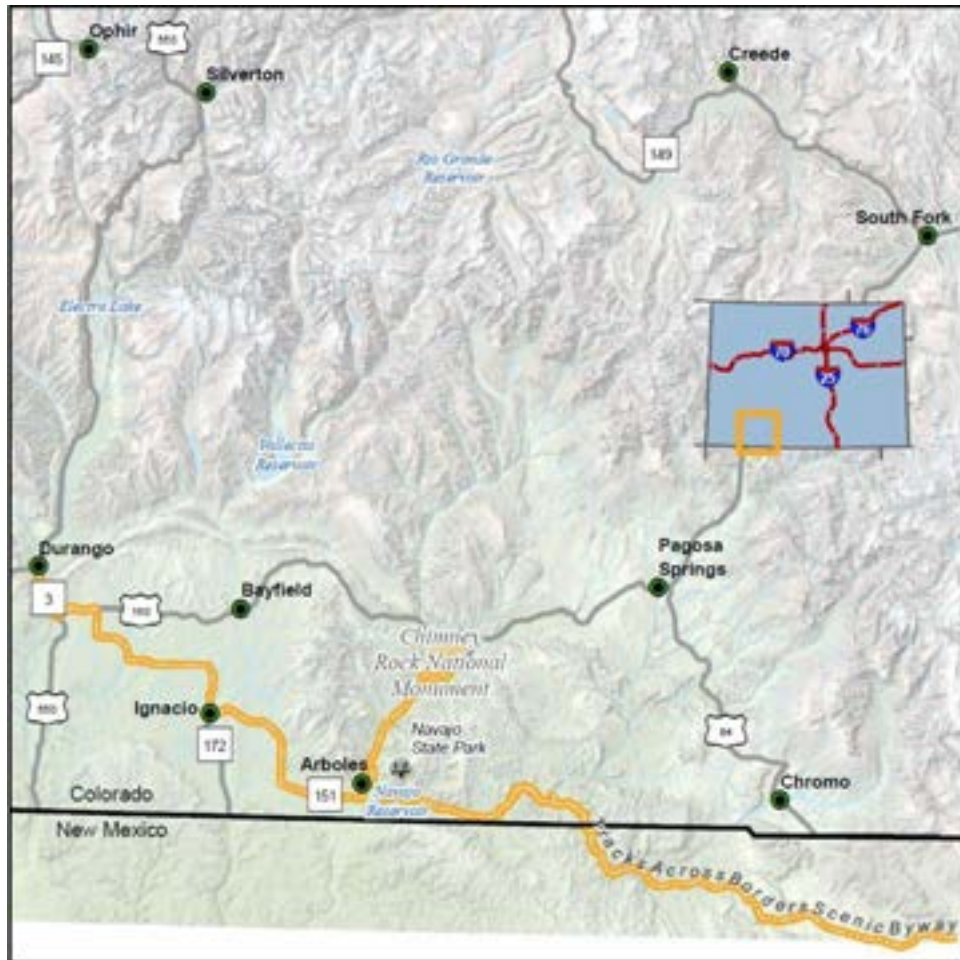 Ophir
550
145
Silverton
Creede
Rio Grande
Reservoir
149
South Fork
Electra Lake
76
70
25
Vallecito
Reservoir
Durango
Pagosa
Springs
3
160
Bayfield
Chimney
Rock National
Monument
Ignacio
550
172
Navajo
State Park
84
Arboles
151
Navajo
Reservoir
Chromo
Colorado
New Mexico
Tracks Across Borders Scenic Byway